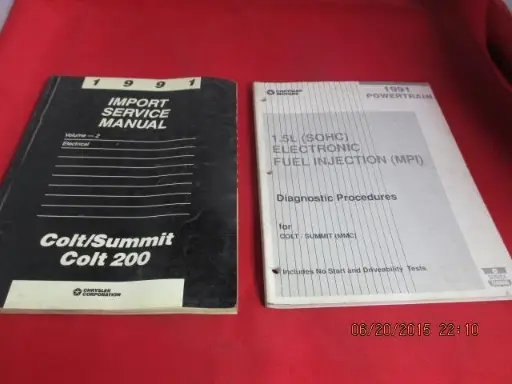 1991
IMPORT
SERVICE
MANUAL
Volume — 2
Electrical
Colt/Summit
Colt 200
CHRYSLER
CORPORATION
CHRYSLER
MOTORS
1991
POWERTRAIN
1.5L (SOHC)
ELECTRONIC
FUEL INJECTION (MPI)
Diagnostic Procedures
for
COLT - SUMMIT (MMC)
Includes No Start and Driveability Tests
06/20/2015 22:10